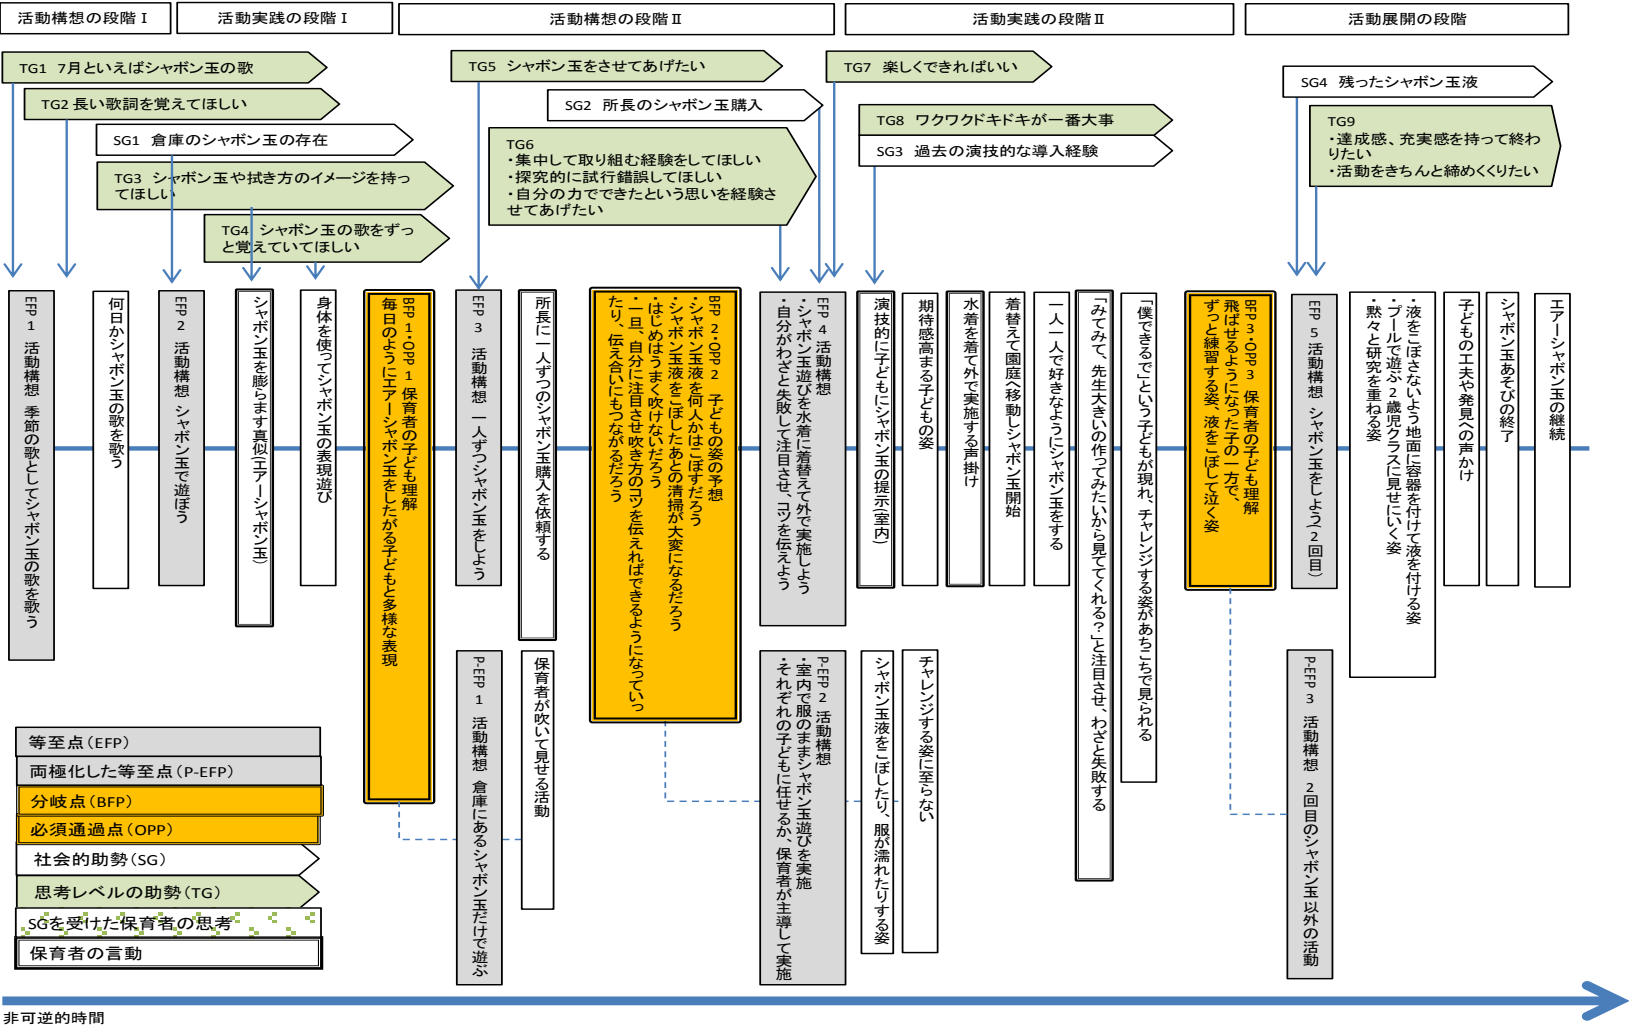 活動構想の段階Ⅰ
活動実践の段階Ⅰ
活動構想の段階Ⅱ
活動実践の段階Ⅱ
活動展開の段階
TG1 7月といえばシャボン玉の歌
TG2 長い歌詞を覚えてほしい
SG1 倉庫のシャボン玉の存在
TG3 シャボン玉や拭き方のイメージを持っ
てほしい
TG4 シャボン玉の歌をずっ
と覚えていてほしい
TG5 シャボン玉をさせてあげたい
SG2 所長のシャボン玉購入
TG6
・集中して取り組む経験をしてほしい
・探究的に試行錯誤してほしい
・自分の力でできたという思いを経験さ
せてあげたい
TG7 楽しくできればいい
TG8 ワクワクドキドキが一番大事
SG3 過去の演技的な導入経験
SG4 残ったシャボン玉液
TG9
・達成感、充実感を持って終わ
りたい
・活動をきちんと締めくくりたい
EFP 1 活動構想 季節の歌としてシャボン玉の歌を歌う
何日かシャボン玉の歌を歌う
EFP 2 活動構想 シャボン玉で遊ぼう
シャボン玉を膨らます真似(エアーシャボン玉)
身体を使ってシャボン玉の表現遊び
BFP 1・OPP 1 保育者の子ども理解
毎日のようにエアーシャボン玉をしたがる子どもと多様な表現
EFP 3 活動構想 一人ずつシャボン玉をしよう
所長に一人ずつのシャボン玉購入を依頼する
BFP 2・OPP 2 子どもの姿の予想
・シャボン玉液を何人かはこぼすだろう
・シャボン玉液をこぼしたあとの清掃が大変になるだろう
・はじめはうまく吹けないだろう
・一旦、自分に注目させ吹き方のコツを伝えればできるようになっていっ
たり、伝え合いにもつながるだろう
EFP 4 活動構想
・シャボン玉遊びを水着に着替えて外で実施しよう
・自分がわざと失敗して注目させ、コツを伝えよう
演技的に子どもにシャボン玉の提示(室内)
期待感高まる子どもの姿
水着を着て外で実施する声掛け
着替えて園庭へ移動しシャボン玉開始
一人一人で好きなようにシャボン玉をする
「みてみて、先生大きいの作ってみたいから見ててくれる?」と注目させ、わざと失敗する
「僕できるで」という子どもが現れ、チャレンジする姿があちこちで見られる
BFP 3・OPP 3 保育者の子ども理解
飛ばせるようになった子の一方で、
ずっと練習する姿、液をこぼして泣く姿
EFP 5 活動構想 シャボン玉をしよう(2回目)
・液をこぼさないよう地面に容器を付けて液を付ける姿
・プールで遊ぶ2歳児クラスに見せにいく姿
・黙々と研究を重ねる姿
子どもの工夫や発見への声かけ
シャボン玉あそびの終了
エアーシャボン玉の継続
P-EFP 1 活動構想 倉庫にあるシャボン玉だけで遊ぶ
保育者が吹いて見せる活動
P-EFP 2 活動構想
・室内で服のままシャボン玉遊びを実施
・それぞれの子どもに任せるか、保育者が主導して実施
シャボン玉液をこぼしたり、服が濡れたりする姿
チャレンジする姿に至らない
P-EFP 3 活動構想 2回目のシャボン玉以外の活動
等至点(EFP)
両極化した等至点(P-EFP)
分岐点(BFP)
必須通過点(OPP)
社会的助勢(SG)
思考レベルの助勢(TG)
SGを受けた保育者の思考
保育者の言動
非可逆的時間